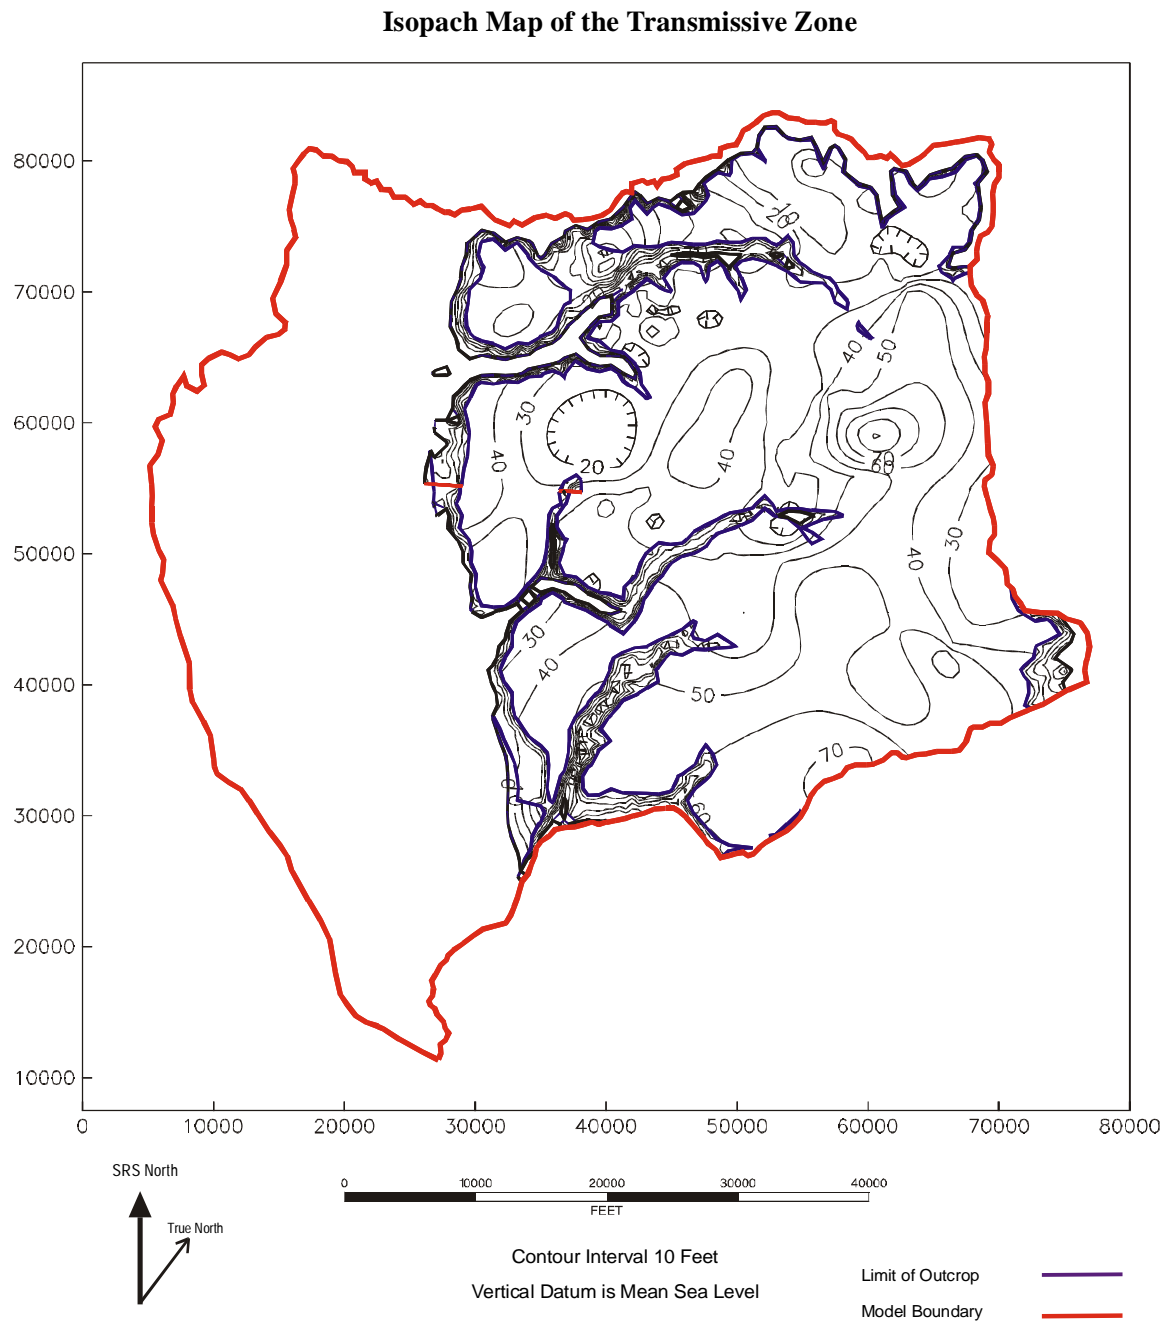 Isopach Map of the Transmissive Zone
80000
70000
60000
50000
40000
30000
20000
10000
20
40
50
30
40
40
20
60
40
30
40
30
40
50
70
60
0
0 10000 20000 30000 40000 50000 60000 70000 80000
SRS North
True North
0 10000 20000 30000 40000
FEET
Contour Interval 10 Feet
Vertical Datum is Mean Sea Level
Limit of Outcrop
Model Boundary